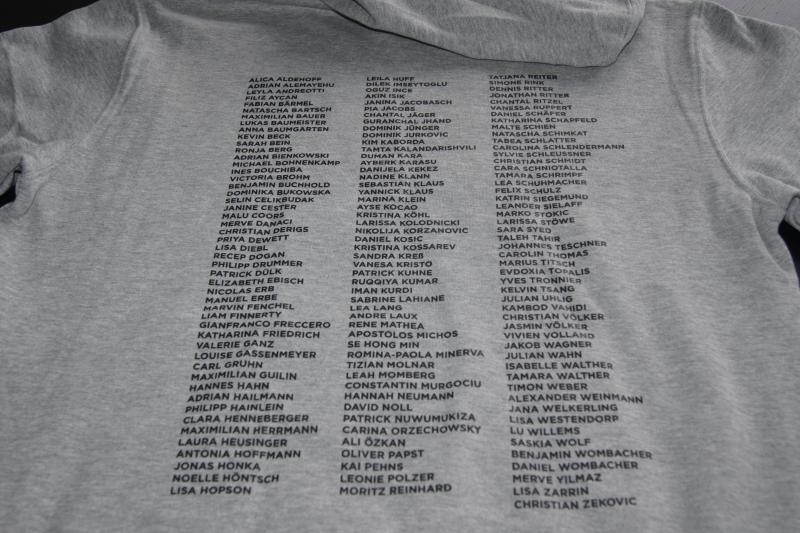 ALICA ALDEHOFF
ADRIAN ALEMAYEHU
LEYLA ANDREOTTI
FILIZ AYCAN
FABIAN BÄRMEL
NATASCHA BARTSCH
MAXIMILIAN BAUER
LUKAS BAUMEISTER
ANNA BAUMGARTEN
KEVIN BECK
SARAH BEIN
RONJA BERG
ADRIAN BIENKOWSKI
MICHAEL BOHNENKAMP
INES BOUCHIBA
VICTORIA BROHM
BENJAMIN BUCHHOLD
DOMINIKA BUKOWSKA
SELIN CELIKBUDAK
JANINE CESTER
MALU COORS
MERVE DANACI
CHRISTIAN DERIGS
PRIYA DEWETT
LISA DIEBL
RECEP DOGAN
PHILIPP DRUMMER
PATRICK DÜLK
ELIZABETH EBISCH
NICOLAS ERB
MANUEL ERBE
MARVIN FENCHEL
LIAM FINNERTY
GIANFRANCO FRECCERO
KATHARINA FRIEDRICH
VALERIE GANZ
LOUISE GASSENMEYER
CARL GRUHN
MAXIMILIAN GUILIN
HANNES HAHN
ADRIAN HAILMANN
PHILIPP HAINLEIN
CLARA HENNEBERGER
MAXIMILIAN HERRMANN
LAURA HEUSINGER
ANTONIA HOFFMANN
JONAS HONKA
NOELLE HÖNTSCH
LISA HOPSON
LEILA HUFF
DILEK IMSEYTOGLU
OGUZ INCE
AKIN ISIK
JANINA JACOBASCH
PIA JACOBS
CHANTAL JÄGER
GURANCHAL JHAND
DOMINIK JÜNGER
DOMINIK JURKOVIC
KIM KABORDA
TAMTA KALANDARISHVILI
DUMAN KARA
AYBERK KARASU
DANIJELA KEKEZ
NADINE KLANN
SEBASTIAN KLAUS
YANNICK KLAUS
MARINA KLEIN
AYSE KOCAO
KRISTINA KÖHL
LARISSA KOLODNICKI
NIKOLIJA KORZANOVIC
DANIEL KOSIC
KRISTINA KOSSAREV
SANDRA KREß
VANESA KRISTO
PATRICK KUHNE
RUQQIYA KUMAR
IMAN KURDI
SABRINE LAHIANE
LEA LANG
ANDRE LAUX
RENE MATHEA
APOSTOLOS MICHOS
SE HONG MIN
ROMINA-PAOLA MINERVA
TIZIAN MOLNAR
LEAH MOMBERG
CONSTANTIN MURGOCIU
HANNAH NEUMANN
DAVID NOLL
PATRICK NUWUMUKIZA
CARINA ORZECHOWSKY
ALI ÖZKAN
OLIVER PAPST
KAI PEHNS
LEONIE POLZER
MORITZ REINHARD
TATJANA REITER
SIMONE RINK
DENNIS RITTER
JONATHAN RITTER
CHANTAL RITZEL
VANESSA RUPPERT
DANIEL SCHÄFER
KATHARINA SCHAPFELD
MALTE SCHIEN
NATASCHA SCHIMKAT
TABEA SCHLATTER
CAROLINA SCHLENDERMANN
SYLVIE SCHLEUSSNER
CHRISTIAN SCHMIDT
CARA SCHNIOTALLA
TAMARA SCHRIMPF
LEA SCHUHMACHER
FELIX SCHULZ
KATRIN SIEGEMUND
LEANDER SIELAFF
MARKO STOKIC
LARISSA STÖWE
SARA SYED
TALEH TAHIR
JOHANNES TESCHNER
CAROLIN THOMAS
MARIUS TITSCH
EVDOXIA TOPALIS
YVES TRONNIER
KELVIN TSANG
JULIAN UHLIG
KAMBOD VAHIDI
CHRISTIAN VÖLKER
JASMIN VÖLKER
VIVIEN VOLLAND
JAKOB WAGNER
JULIAN WAHN
ISABELLE WALTHER
TAMARA WALTHER
TIMON WEBER
ALEXANDER WEINMANN
JANA WELKERLING
LISA WESTENDORP
LU WILLEMS
SASKIA WOLF
BENJAMIN WOMBACHER
DANIEL WOMBACHER
MERVE YILMAZ
LISA ZARRIN
CHRISTIAN ZEKOVIC